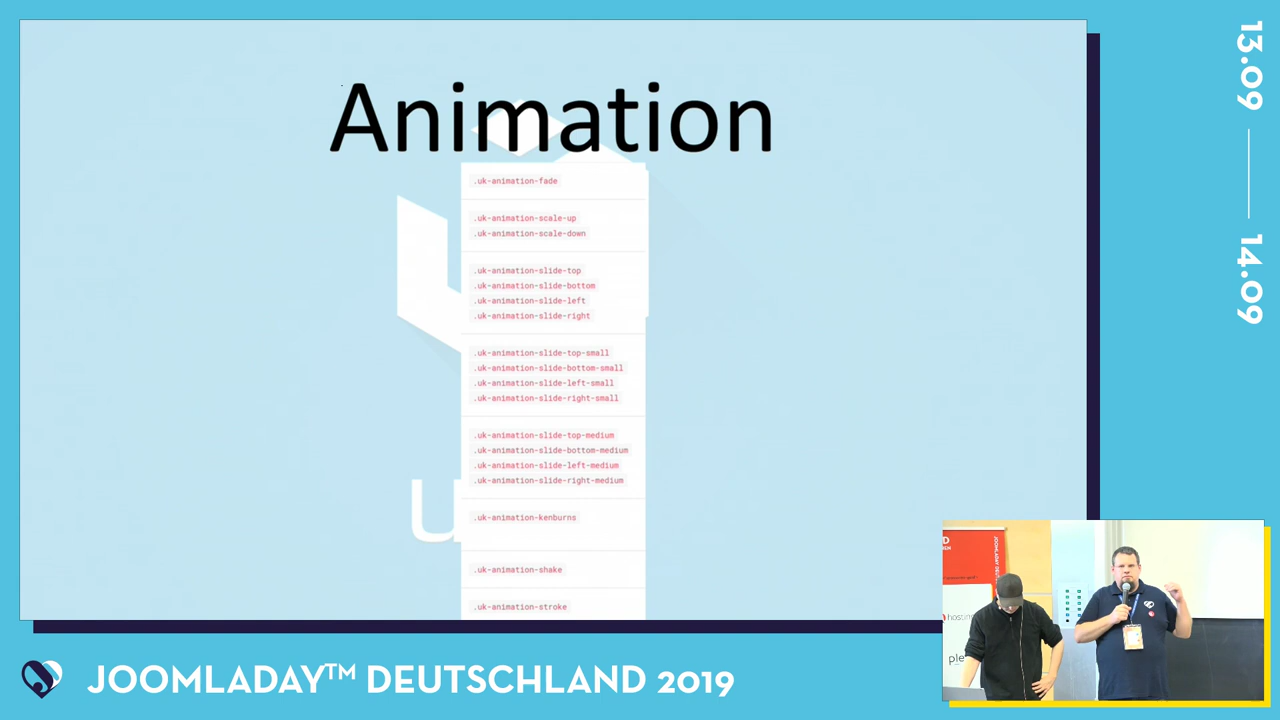 Animation
.uk-animation-fade
.uk-animation-scale-up
.uk-animation-scale-down
.uk-animation-slide-top
.uk-animation-slide-bottom
.uk-animation-slide-left
.uk-animation-slide-right
.uk-animation-slide-top-small
.uk-animation-slide-bottom-small
.uk-animation-slide-left-small
.uk-animation-slide-right-small
.uk-animation-slide-top-medium
.uk-animation-slide-bottom-medium
.uk-animation-slide-left-medium
.uk-animation-slide-right-medium
.uk-animation-kenburns
.uk-animation-shake
.uk-animation-stroke
u
13.09
14.09
JOOMLADAY™ DEUTSCHLAND 2019